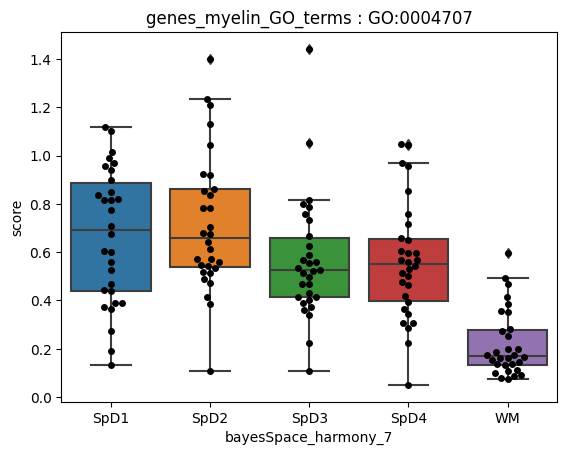 genes_myelin_GO_terms : GO:0004707
1.4
1.2
1.0
0.8
0.6
0.4
0.2
0.0
score
SpD1 SpD2 SpD3 SpD4 WM
bayesSpace_harmony_7